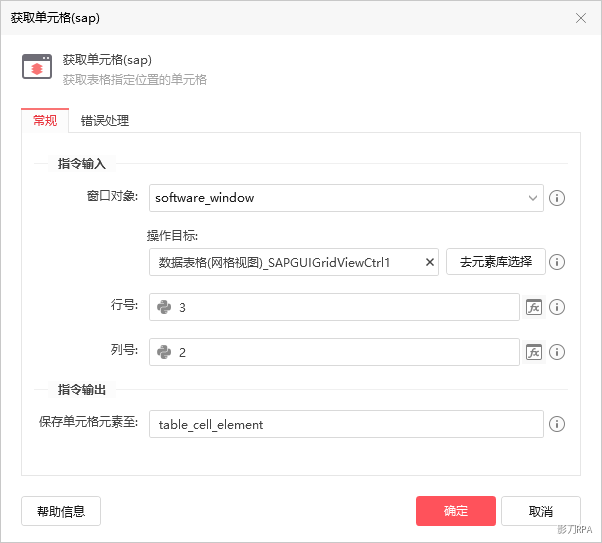 获取单元格(sap)
获取单元格(sap)
获取表格指定位置的单元格
常规 错误处理
指令输入
窗口对象: software_window
操作目标:
数据表格(网格视图)_SAPGUIGridViewCtrl1 去元素库选择
行号: 3
列号: 2
指令输出
保存单元格元素至: table_cell_element
帮助信息 确定 取消
影刀RPA